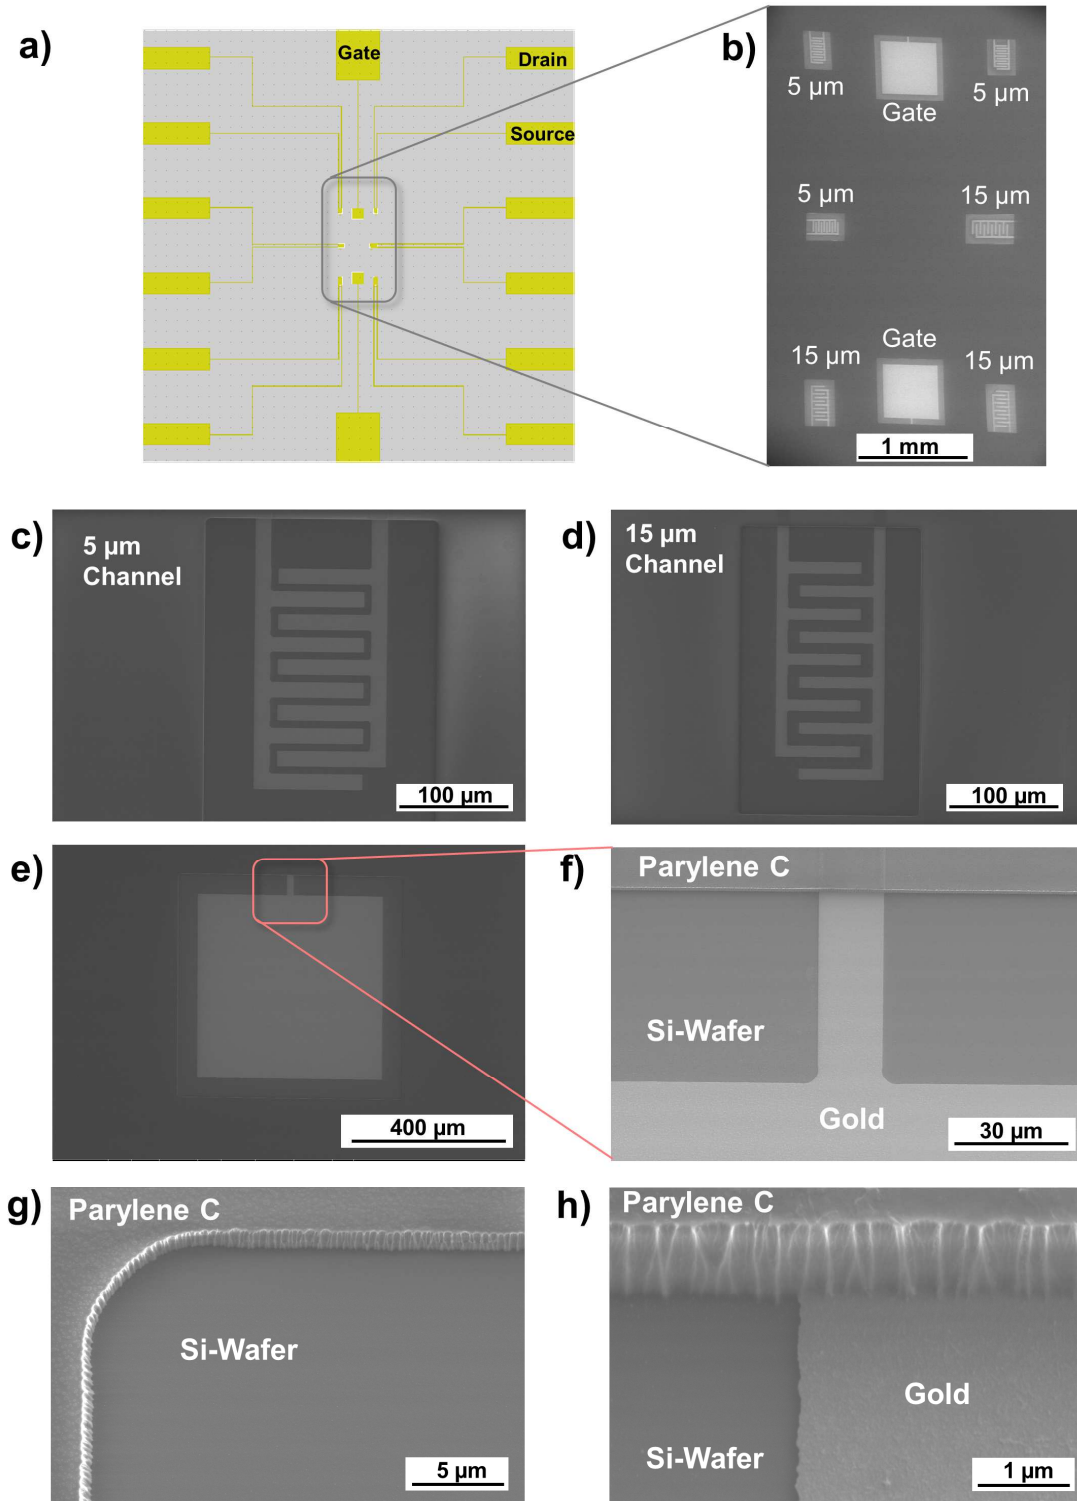 a)
Gate
Drain
Source
b)
5 µm
Gate
5 µm
5 µm
15 µm
Gate
15 µm
15 µm
1 mm
c)
5 µm
Channel
100 µm
d)
15 µm
Channel
100 µm
e)
400 µm
f)
Parylene C
Si-Wafer
Gold
30 µm
g)
Parylene C
Si-Wafer
5 µm
h)
Parylene C
Gold
Si-Wafer
1 µm